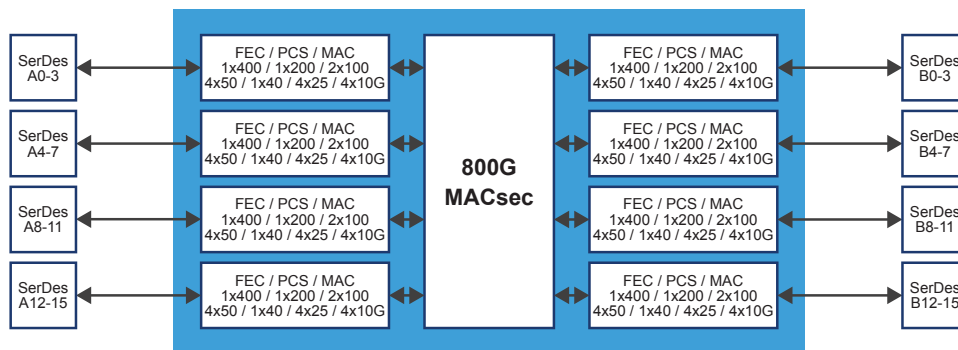 SerDes
A0-3
FEC / PCS / MAC
1x400 / 1x200 / 2x100
4x50 / 1x40 / 4x25 / 4x10G
FEC / PCS / MAC
1x400 / 1x200 / 2x100
4x50 / 1x40 / 4x25 / 4x10G
SerDes
B0-3
SerDes
A4-7
FEC / PCS / MAC
1x400 / 1x200 / 2x100
4x50 / 1x40 / 4x25 / 4x10G
800G
MACsec
FEC / PCS / MAC
1x400 / 1x200 / 2x100
4x50 / 1x40 / 4x25 / 4x10G
SerDes
B4-7
SerDes
A8-11
FEC / PCS / MAC
1x400 / 1x200 / 2x100
4x50 / 1x40 / 4x25 / 4x10G
FEC / PCS / MAC
1x400 / 1x200 / 2x100
4x50 / 1x40 / 4x25 / 4x10G
SerDes
B8-11
SerDes
A12-15
FEC / PCS / MAC
1x400 / 1x200 / 2x100
4x50 / 1x40 / 4x25 / 4x10G
FEC / PCS / MAC
1x400 / 1x200 / 2x100
4x50 / 1x40 / 4x25 / 4x10G
SerDes
B12-15